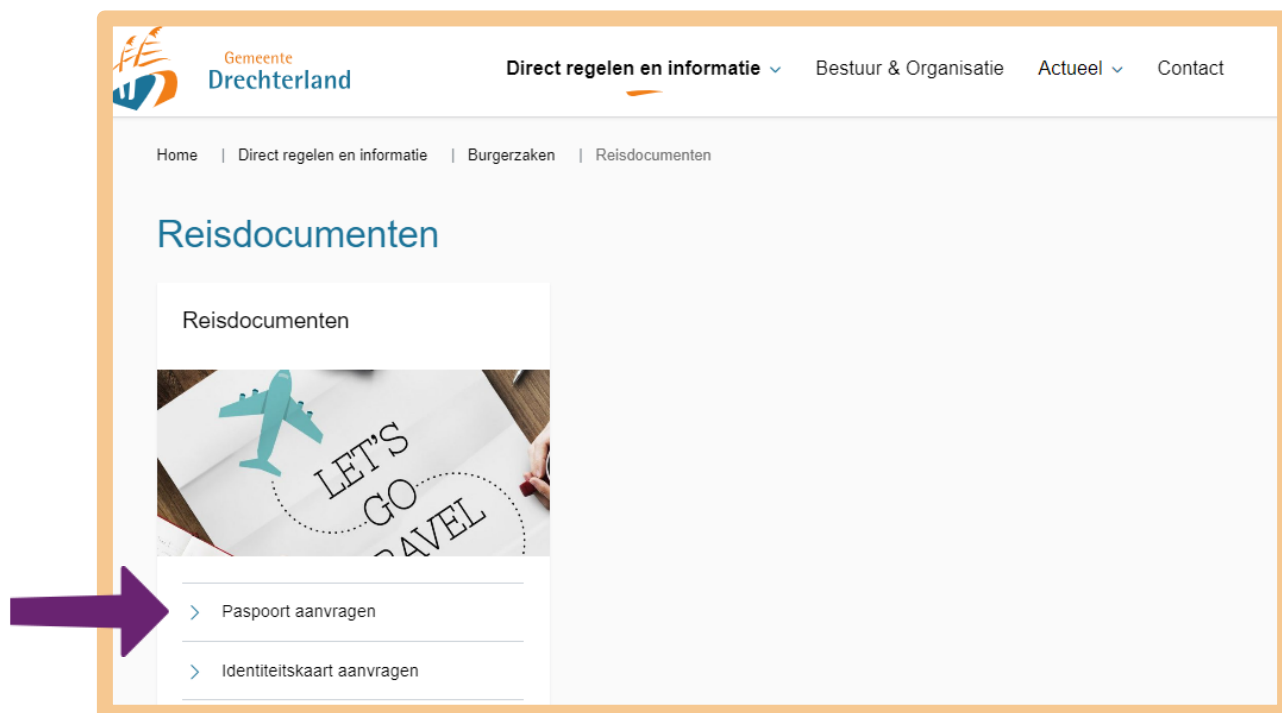 Gemeente
Drechterland
Direct regelen en informatie Bestuur & Organisatie Actueel Contact
Home | Direct regelen en informatie | Burgerzaken | Reisdocumenten
Reisdocumenten
Reisdocumenten
LET'S
GO
Paspoort aanvragen
Identiteitskaart aanvragen